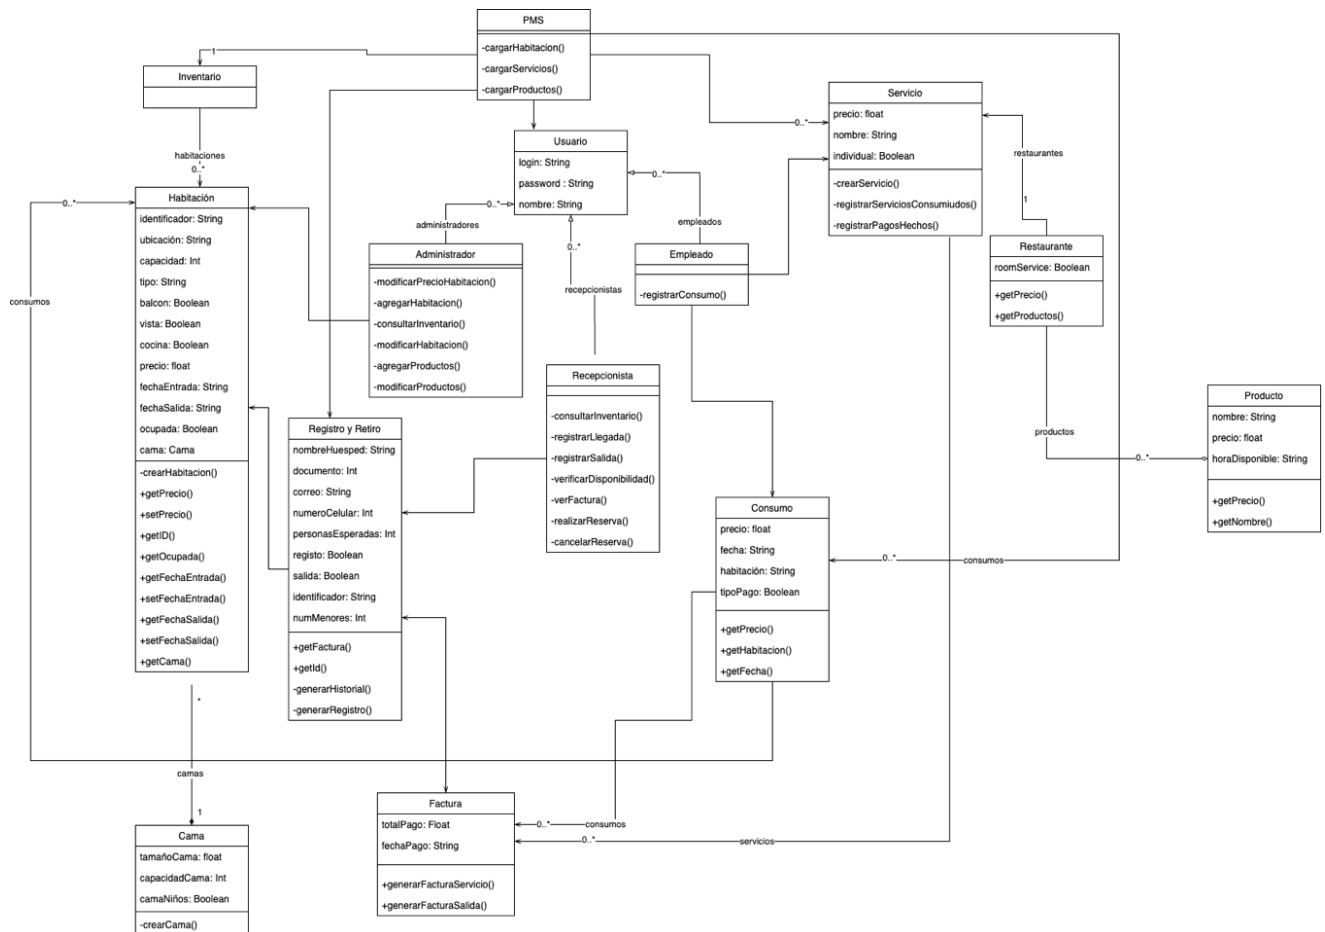 PMS
-cargarHabitacion()
-cargarServicios()
-cargarProductos()
1
Inventario
habitaciones
0..*
0..*
Servicio
precio: float
nombre: String
individual: Boolean
-crearServicio()
-registrarServiciosConsumiudos()
-registrarPagosHechos()
restaurantes
1
Usuario
login: String
password : String
nombre: String
0..*
administradores
0..*
recepcionistas
0..*
empleados
Administrador
-modificarPrecioHabitacion()
-agregarHabitacion()
-consultarInventario()
-modificarHabitacion()
-agregarProductos()
-modificarProductos()
Empleado
-registrarConsumo()
Restaurante
roomService: Boolean
+getPrecio()
+getProductos()
productos
0..*
Producto
nombre: String
precio: float
horaDisponible: String
+getPrecio()
+getNombre()
0..*
consumos
Habitación
identificador: String
ubicación: String
capacidad: Int
tipo: String
balcon: Boolean
vista: Boolean
cocina: Boolean
precio: float
fechaEntrada: String
fechaSalida: String
ocupada: Boolean
cama: Cama
-crearHabitacion()
+getPrecio()
+setPrecio()
+getID()
+getOcupada()
+getFechaEntrada()
+setFechaEntrada()
+getFechaSalida()
+setFechaSalida()
+getCama()
Registro y Retiro
nombreHuesped: String
documento: Int
correo: String
numeroCelular: Int
personasEsperadas: Int
registo: Boolean
salida: Boolean
identificador: String
numMenores: Int
+getFactura()
+getId()
-generarHistorial()
-generarRegistro()
Recepcionista
-consultarInventario()
-registrarLlegada()
-registrarSalida()
-verificarDisponibilidad()
-verFactura()
-realizarReserva()
-cancelarReserva()
Consumo
precio: float
fecha: String
habitación: String
tipoPago: Boolean
+getPrecio()
+getHabitacion()
+getFecha()
0..*
consumos
*
camas
1
Cama
tamañoCama: float
capacidadCama: Int
camaNiños: Boolean
-crearCama()
Factura
totalPago: Float
fechaPago: String
+generarFacturaServicio()
+generarFacturaSalida()
0..*
consumos
0..*
servicios